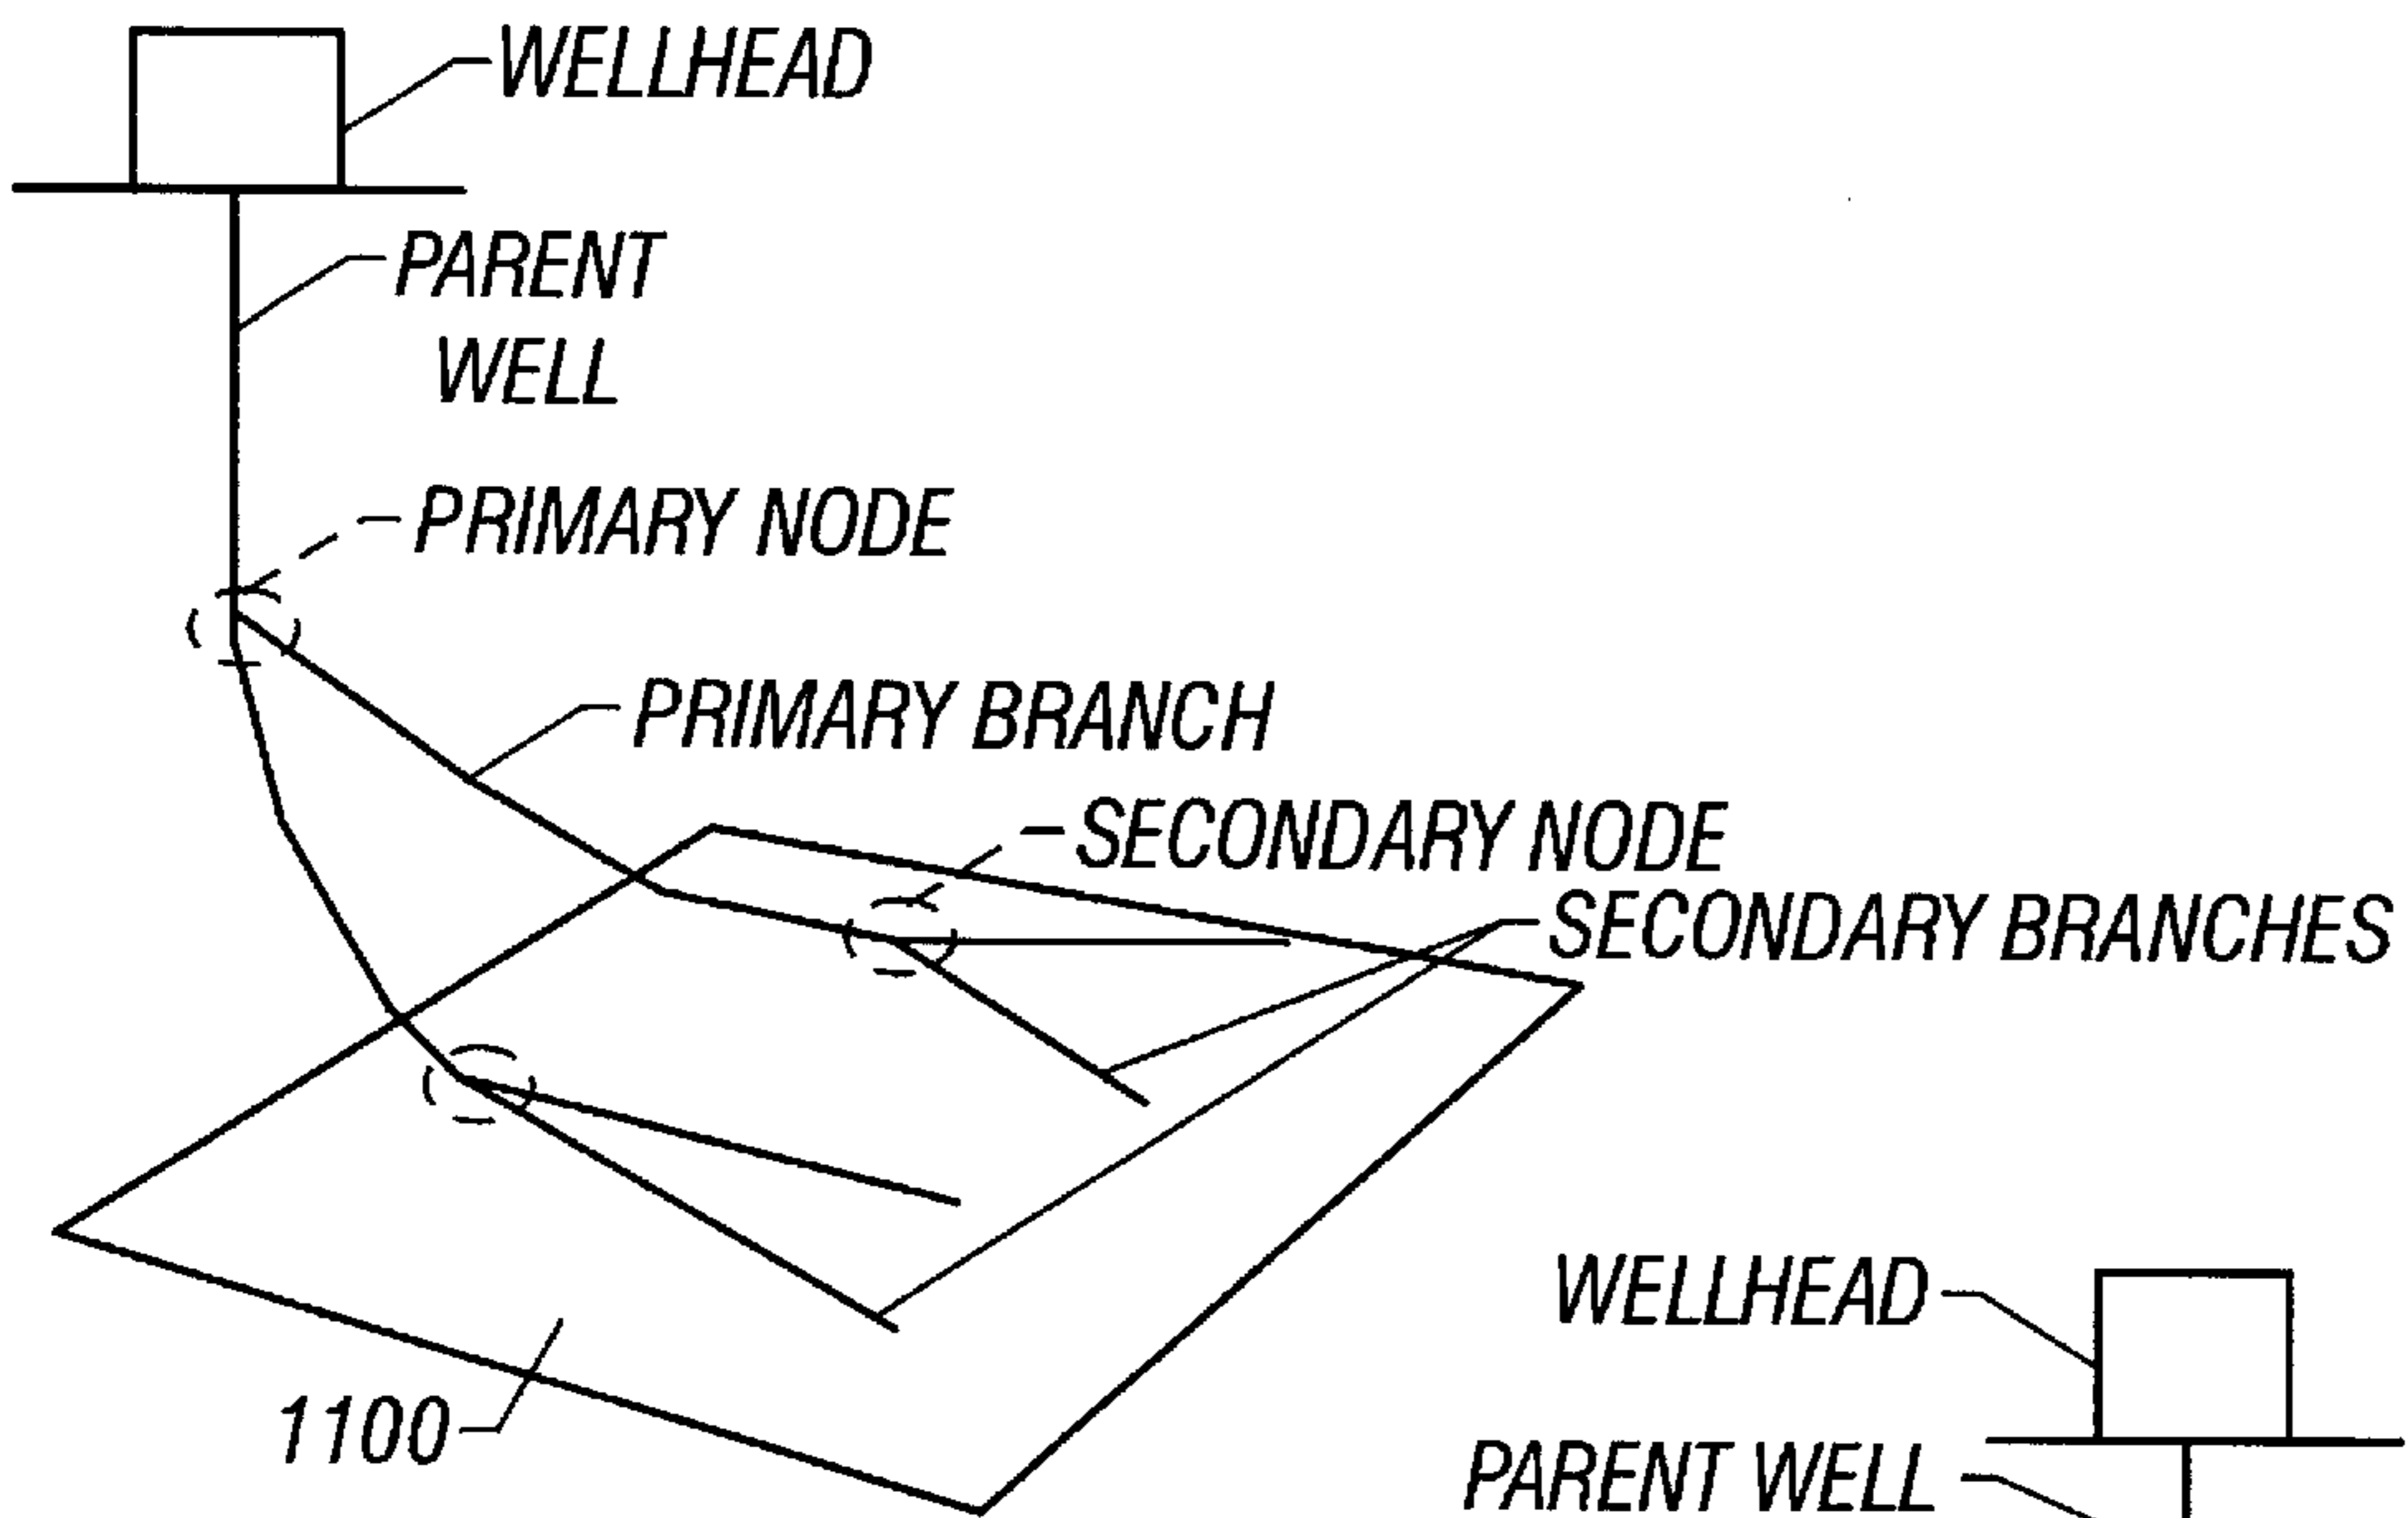 WELLHEAD
PARENT
WELL
PRIMARY NODE
PRIMARY BRANCH
SECONDARY NODE
SECONDARY BRANCHES
1100
WELLHEAD
PARENT WELL